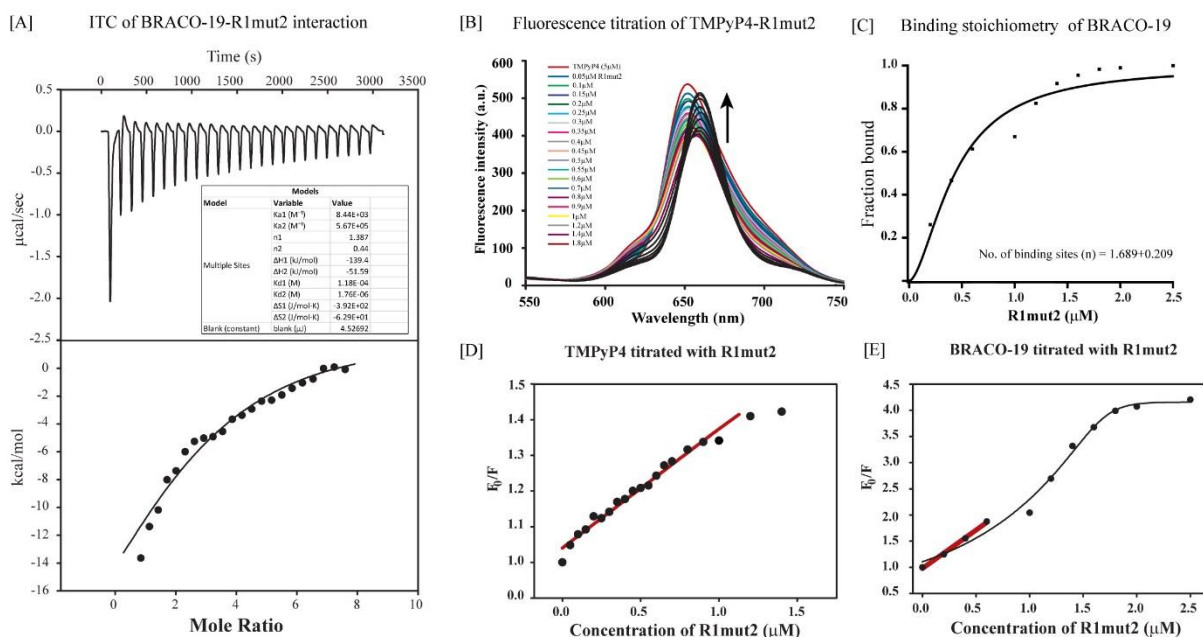 [A] ITC of BRACO-19-R1mut2 interaction
Time (s)
0 500 1000 1500 2000 2500 3000 3500
0.5
0.0
-0.5
-1.0
-1.5
-2.0
-2.5
µcal/sec
Models
Model Variable Value
Ka1 (M⁻¹) 8.44E+03
Ka2 (M⁻¹) 5.67E+05
n1 1.387
n2 0.44
Multiple Sites
ΔH1 (kJ/mol) -139.4
ΔH2 (kJ/mol) -51.59
Kd1 (M) 1.18E-04
Kd2 (M) 1.76E-06
ΔS1 (J/mol-K) -3.92E+02
ΔS2 (J/mol-K) -6.29E+01
Blank (constant) blank (µJ) 4.52692
0
-2
-4
-6
-8
-10
-12
-14
-16
kcal/mol
0 2 4 6 8 10
Mole Ratio
[B] Fluorescence titration of TMPyP4-R1mut2
TMPyP4 (5µM)
0.05µM R1mut2
0.1µM
0.15µM
0.2µM
0.25µM
0.3µM
0.35µM
0.4µM
0.45µM
0.5µM
0.55µM
0.6µM
0.7µM
0.8µM
0.9µM
1µM
1.2µM
1.4µM
1.8µM
700
600
500
400
300
200
100
0
Fluorescence intensity (a.u.)
550 600 650 700 750
Wavelength (nm)
[C] Binding stoichiometry of BRACO-19
1.0
0.8
0.6
0.4
0.2
Fraction bound
No. of binding sites (n) = 1.689+0.209
0.0 0.5 1.0 1.5 2.0 2.5
R1mut2 (µM)
[D] TMPyP4 titrated with R1mut2
1.5
1.4
1.3
1.2
1.1
1.0
0.9
F₀/F
0.0 0.5 1.0 1.5
Concentration of R1mut2 (µM)
[E] BRACO-19 titrated with R1mut2
4.5
4.0
3.5
3.0
2.5
2.0
1.5
1.0
0.5
F₀/F
0.0 0.5 1.0 1.5 2.0 2.5
Concentration of R1mut2 (µM)